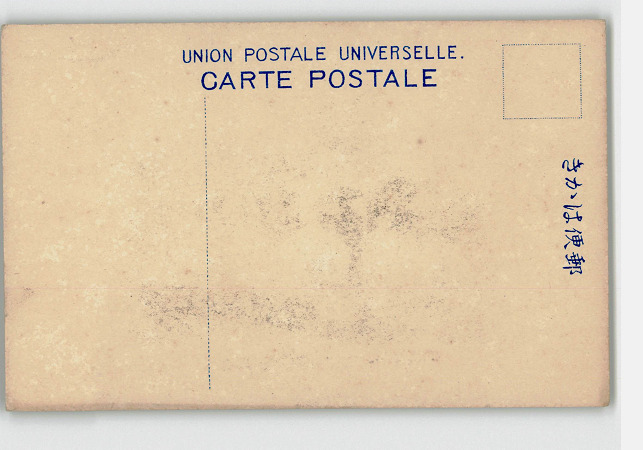 UNION POSTALE UNIVERSELLE.
CARTE POSTALE
きかは便郵